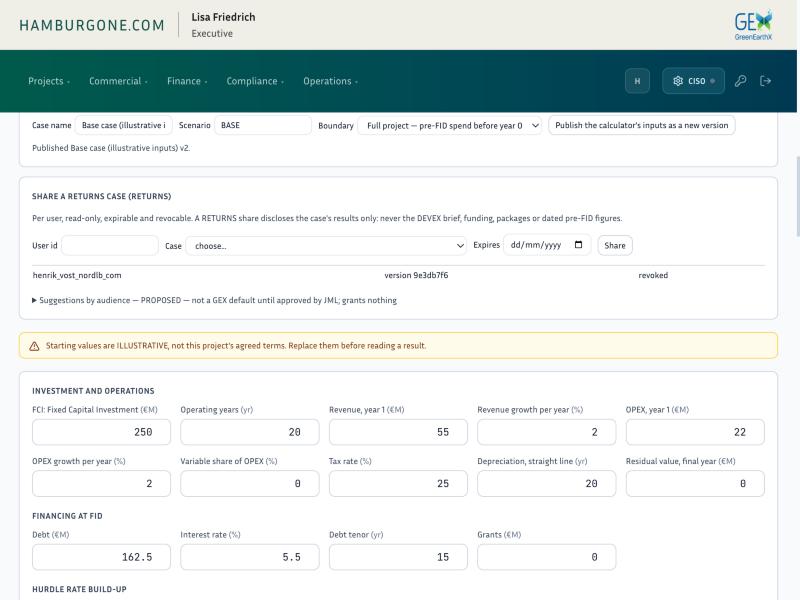 HAMBURGONE.COM
Lisa Friedrich
Executive
GEX
GreenEarthX
Projects
Commercial
Finance
Compliance
Operations
H
CISO
Case name Base case (illustrative i Scenario BASE Boundary Full project — pre-FID spend before year 0 Publish the calculator's inputs as a new version
Published Base case (illustrative inputs) v2.
SHARE A RETURNS CASE (RETURNS)
Per user, read-only, expirable and revocable. A RETURNS share discloses the case's results only: never the DEVEX brief, funding, packages or dated pre-FID figures.
User id Case choose... Expires dd/mm/yyyy Share
henrik_vost_nordlb_com version 9e3db7f6 revoked
Suggestions by audience — PROPOSED — not a GEX default until approved by JML; grants nothing
Starting values are ILLUSTRATIVE, not this project's agreed terms. Replace them before reading a result.
INVESTMENT AND OPERATIONS
FCI: Fixed Capital Investment (€M) Operating years (yr) Revenue, year 1 (€M) Revenue growth per year (%) OPEX, year 1 (€M)
250 20 55 2 22
OPEX growth per year (%) Variable share of OPEX (%) Tax rate (%) Depreciation, straight line (yr) Residual value, final year (€M)
2 0 25 20 0
FINANCING AT FID
Debt (€M) Interest rate (%) Debt tenor (yr) Grants (€M)
162.5 5.5 15 0
HURDLE RATE BUILD-UP